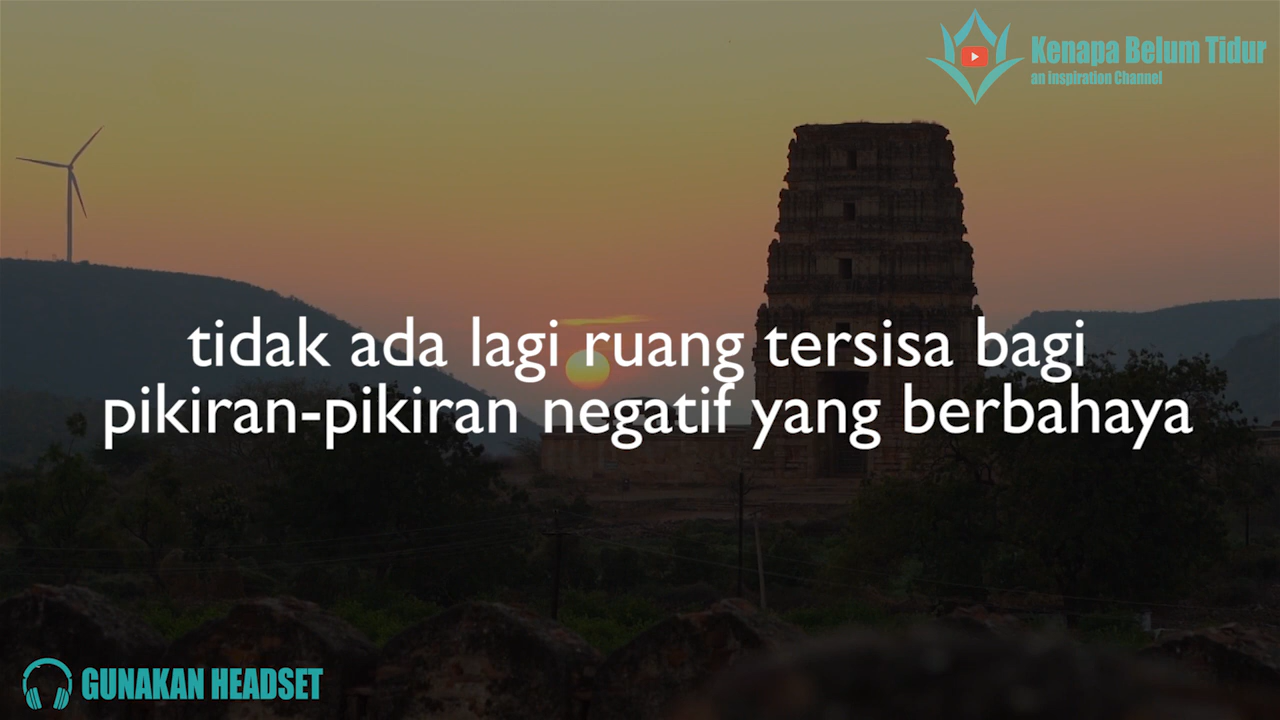 Kenapa Belum Tidur
an Inspiration Channel
tidak ada lagi ruang tersisa bagi
pikiran-pikiran negatif yang berbahaya
GUNAKAN HEADSET